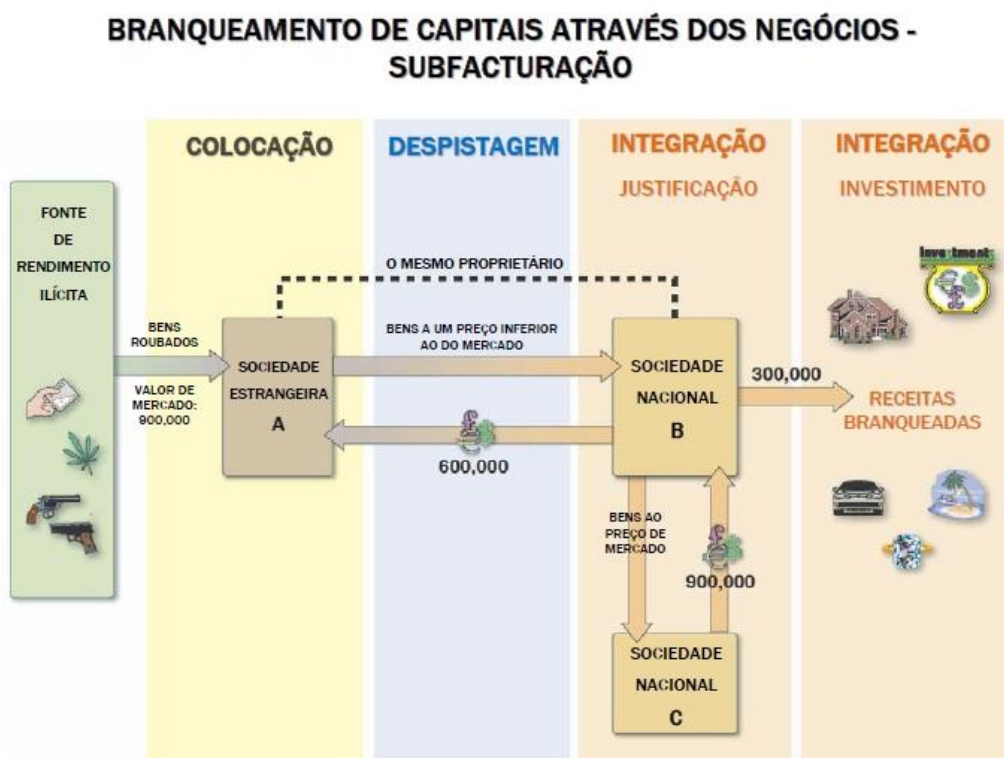 BRANQUEAMENTO DE CAPITAIS ATRAVÉS DOS NEGÓCIOS -
SUBFACTURAÇÃO
COLOCAÇÃO
DESPISTAGEM
INTEGRAÇÃO
JUSTIFICAÇÃO
INTEGRAÇÃO
INVESTIMENTO
FONTE
DE
RENDIMENTO
ILÍCITA
BENS
ROUBADOS
VALOR DE
MERCADO:
900,000
O MESMO PROPRIETÁRIO
SOCIEDADE
ESTRANGEIRA
A
BENS A UM PREÇO INFERIOR
AO DO MERCADO
600,000
SOCIEDADE
NACIONAL
B
BENS AO
PREÇO DE
MERCADO
900,000
SOCIEDADE
NACIONAL
C
300,000
investments
RECEITAS
BRANQUEADAS